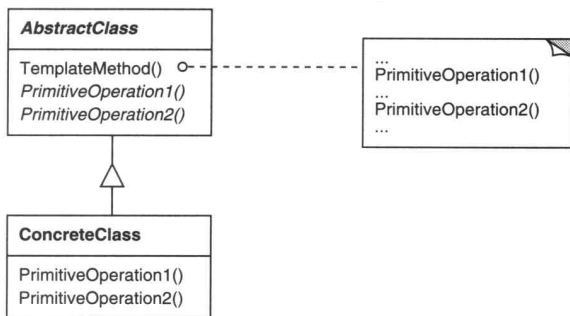 AbstractClass
TemplateMethod()
PrimitiveOperation1()
PrimitiveOperation2()
...
PrimitiveOperation1()
...
PrimitiveOperation2()
...
ConcreteClass
PrimitiveOperation1()
PrimitiveOperation2()